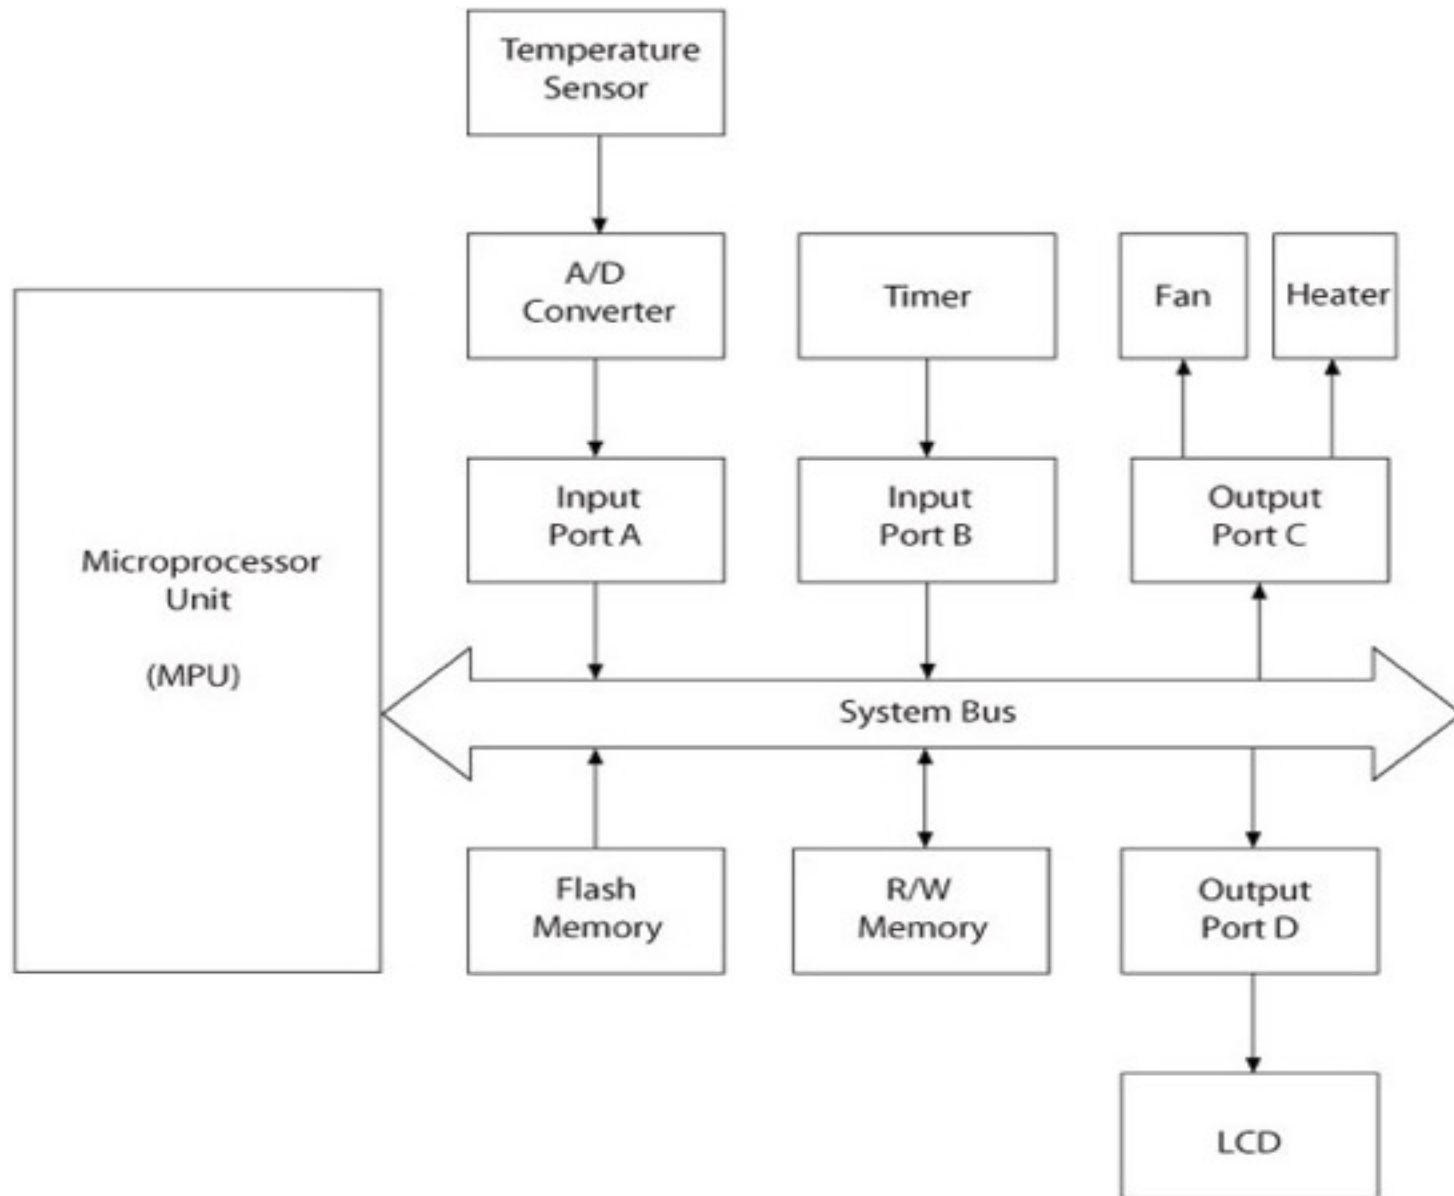 Temperature
Sensor
A/D
Converter
Timer
Fan
Heater
Input
Port A
Input
Port B
Output
Port C
Microprocessor
Unit
(MPU)
System Bus
Flash
Memory
R/W
Memory
Output
Port D
LCD